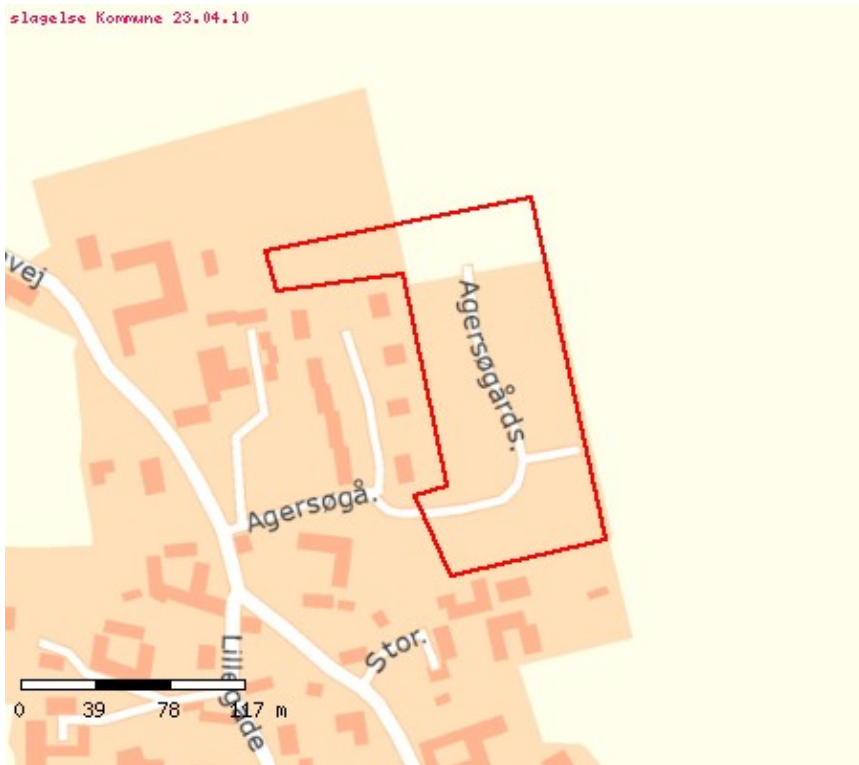 slagelse Kommune 23.04.10
vej
Agersøgårds.
Agersøgå.
Stor.
Lillegade
0 39 78 117 m